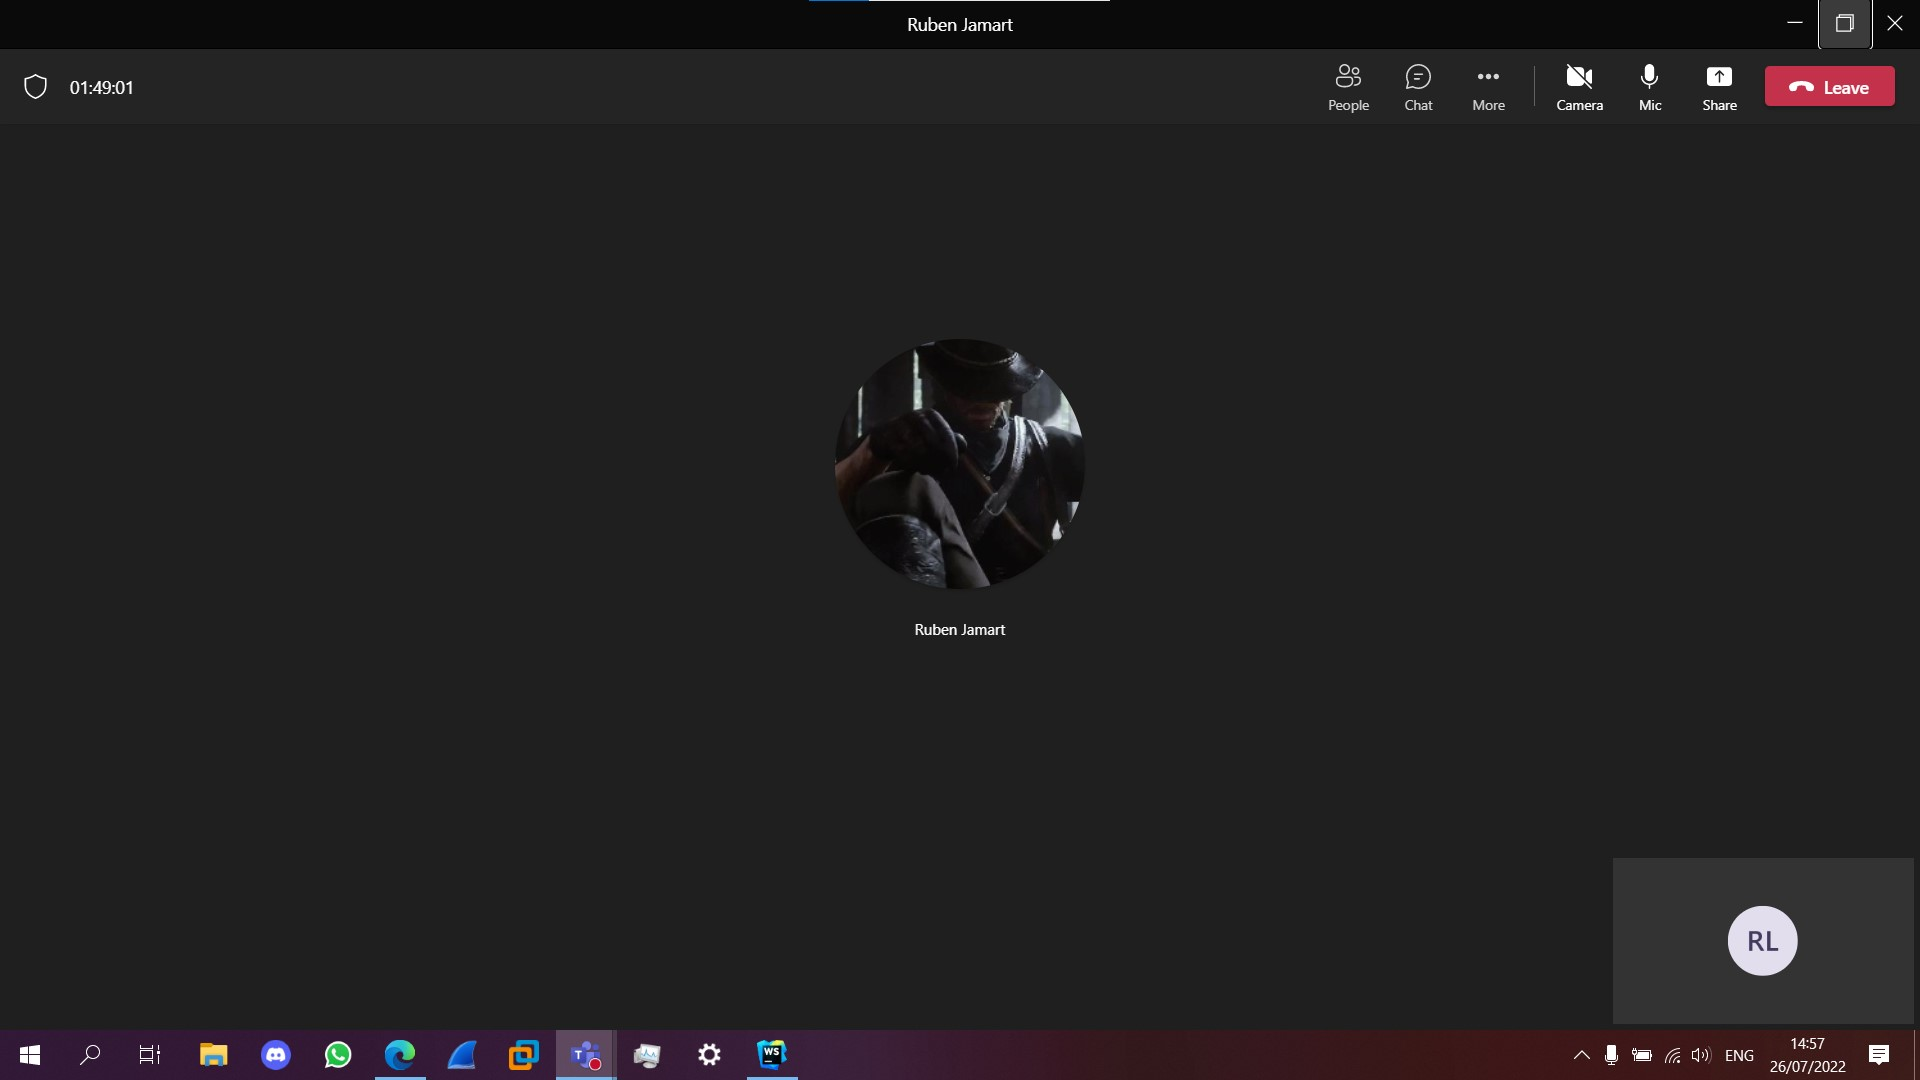 Ruben Jamart
01:49:01
People
Chat
More
Camera
Mic
Share
Leave
Ruben Jamart
RL
T
WS
ENG
14:57
26/07/2022